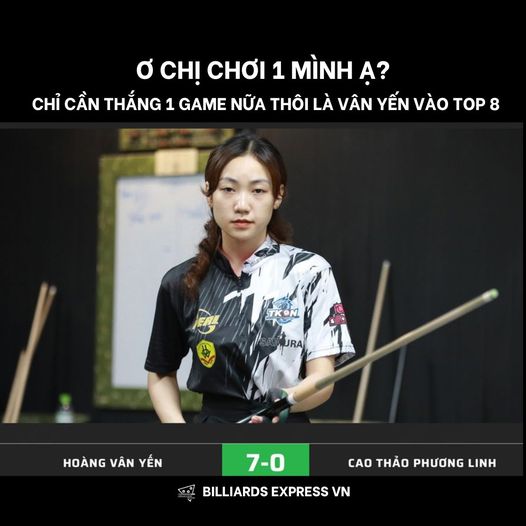 Ơ CHỊ CHƠI 1 MÌNH Ạ?
CHỈ CẦN THẮNG 1 GAME NỮA THÔI LÀ VÂN YẾN VÀO TOP 8
TKON
HOÀNG VÂN YẾN
7-0
CAO THẢO PHƯƠNG LINH
BILLIARDS EXPRESS VN